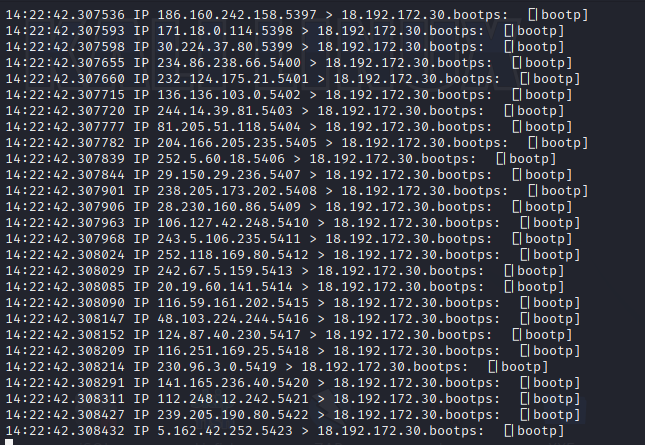 14:22:42.307536 IP 186.160.242.158.5397 > 18.192.172.30.bootps:  [|bootp]
14:22:42.307593 IP 171.18.0.114.5398 > 18.192.172.30.bootps:  [|bootp]
14:22:42.307598 IP 30.224.37.80.5399 > 18.192.172.30.bootps:  [|bootp]
14:22:42.307655 IP 234.86.238.66.5400 > 18.192.172.30.bootps:  [|bootp]
14:22:42.307660 IP 232.124.175.21.5401 > 18.192.172.30.bootps:  [|bootp]
14:22:42.307715 IP 136.136.103.0.5402 > 18.192.172.30.bootps:  [|bootp]
14:22:42.307720 IP 244.14.39.81.5403 > 18.192.172.30.bootps:  [|bootp]
14:22:42.307777 IP 81.205.51.118.5404 > 18.192.172.30.bootps:  [|bootp]
14:22:42.307782 IP 204.166.205.235.5405 > 18.192.172.30.bootps:  [|bootp]
14:22:42.307839 IP 252.5.60.18.5406 > 18.192.172.30.bootps:  [|bootp]
14:22:42.307844 IP 29.150.29.236.5407 > 18.192.172.30.bootps:  [|bootp]
14:22:42.307901 IP 238.205.173.202.5408 > 18.192.172.30.bootps:  [|bootp]
14:22:42.307906 IP 28.230.160.86.5409 > 18.192.172.30.bootps:  [|bootp]
14:22:42.307963 IP 106.127.42.248.5410 > 18.192.172.30.bootps:  [|bootp]
14:22:42.307968 IP 243.5.106.235.5411 > 18.192.172.30.bootps:  [|bootp]
14:22:42.308024 IP 252.118.169.80.5412 > 18.192.172.30.bootps:  [|bootp]
14:22:42.308029 IP 242.67.5.159.5413 > 18.192.172.30.bootps:  [|bootp]
14:22:42.308085 IP 20.19.60.141.5414 > 18.192.172.30.bootps:  [|bootp]
14:22:42.308090 IP 116.59.161.202.5415 > 18.192.172.30.bootps:  [|bootp]
14:22:42.308147 IP 48.103.224.244.5416 > 18.192.172.30.bootps:  [|bootp]
14:22:42.308152 IP 124.87.40.230.5417 > 18.192.172.30.bootps:  [|bootp]
14:22:42.308209 IP 116.251.169.25.5418 > 18.192.172.30.bootps:  [|bootp]
14:22:42.308214 IP 230.96.3.0.5419 > 18.192.172.30.bootps:  [|bootp]
14:22:42.308291 IP 141.165.236.40.5420 > 18.192.172.30.bootps:  [|bootp]
14:22:42.308311 IP 112.248.12.242.5421 > 18.192.172.30.bootps:  [|bootp]
14:22:42.308427 IP 239.205.190.80.5422 > 18.192.172.30.bootps:  [|bootp]
14:22:42.308432 IP 5.162.42.252.5423 > 18.192.172.30.bootps:  [|bootp]